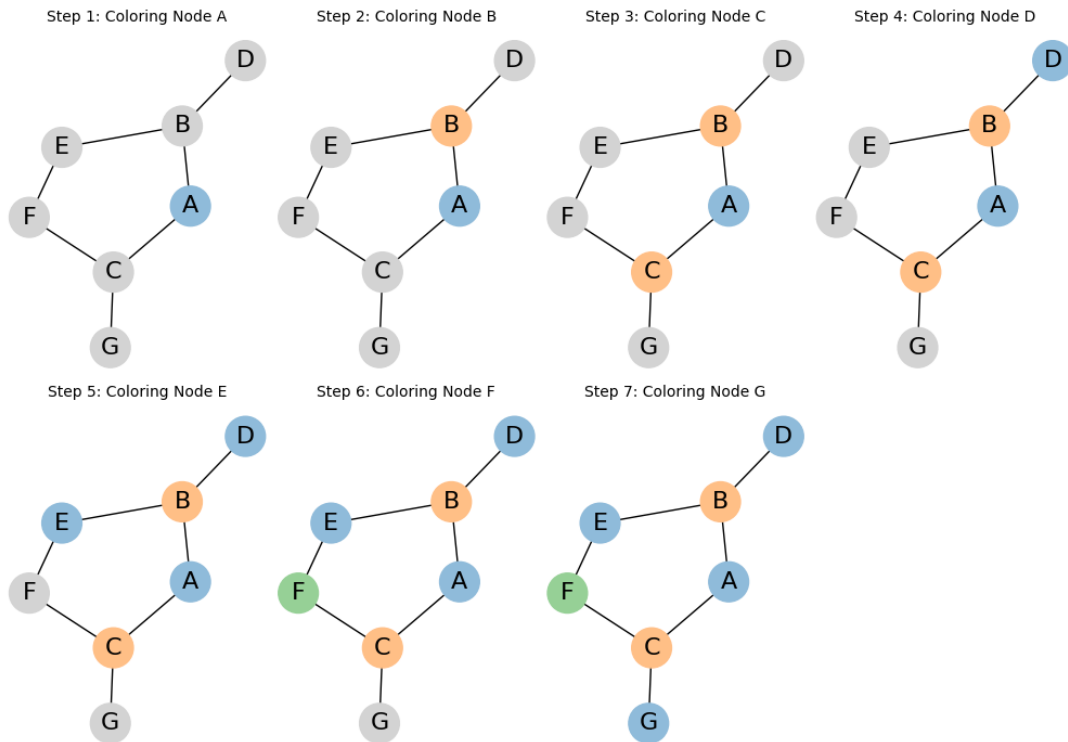 Step 1: Coloring Node A
D
B
E
A
F
C
G
Step 2: Coloring Node B
D
B
E
A
F
C
G
Step 3: Coloring Node C
D
B
E
A
F
C
G
Step 4: Coloring Node D
D
B
E
A
F
C
G
Step 5: Coloring Node E
D
B
E
A
F
C
G
Step 6: Coloring Node F
D
B
E
A
F
C
G
Step 7: Coloring Node G
D
B
E
A
F
C
G